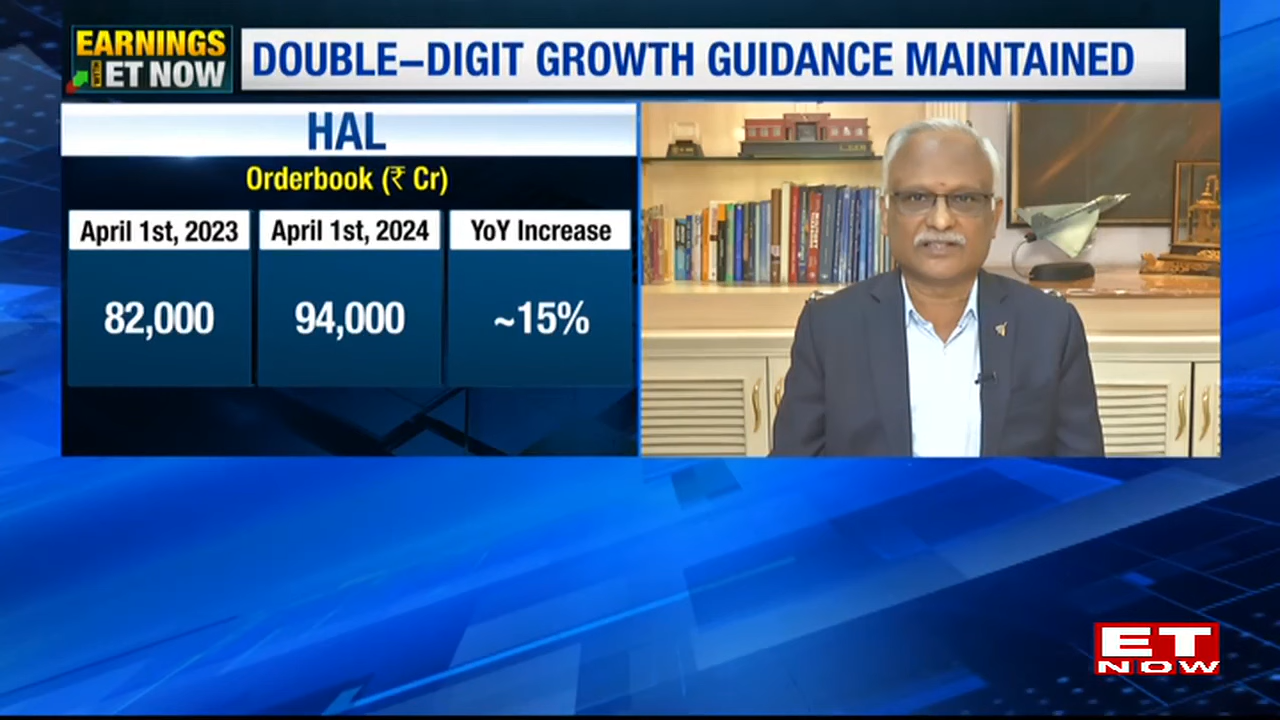 EARNINGS
WITH
ET NOW
DOUBLE–DIGIT GROWTH GUIDANCE MAINTAINED
HAL
Orderbook (₹ Cr)
April 1st, 2023
April 1st, 2024
YoY Increase
82,000
94,000
~15%
ET
NOW